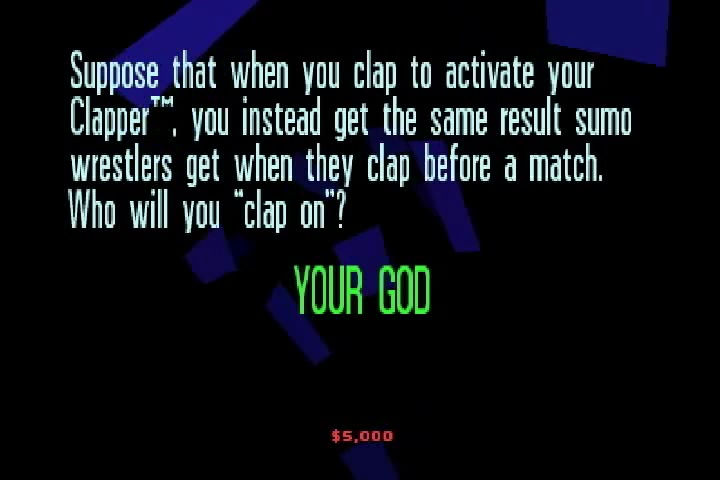 Suppose that when you clap to activate your
Clapper™, you instead get the same result sumo
wrestlers get when they clap before a match.
Who will you “clap on”?
YOUR GOD
$5,000